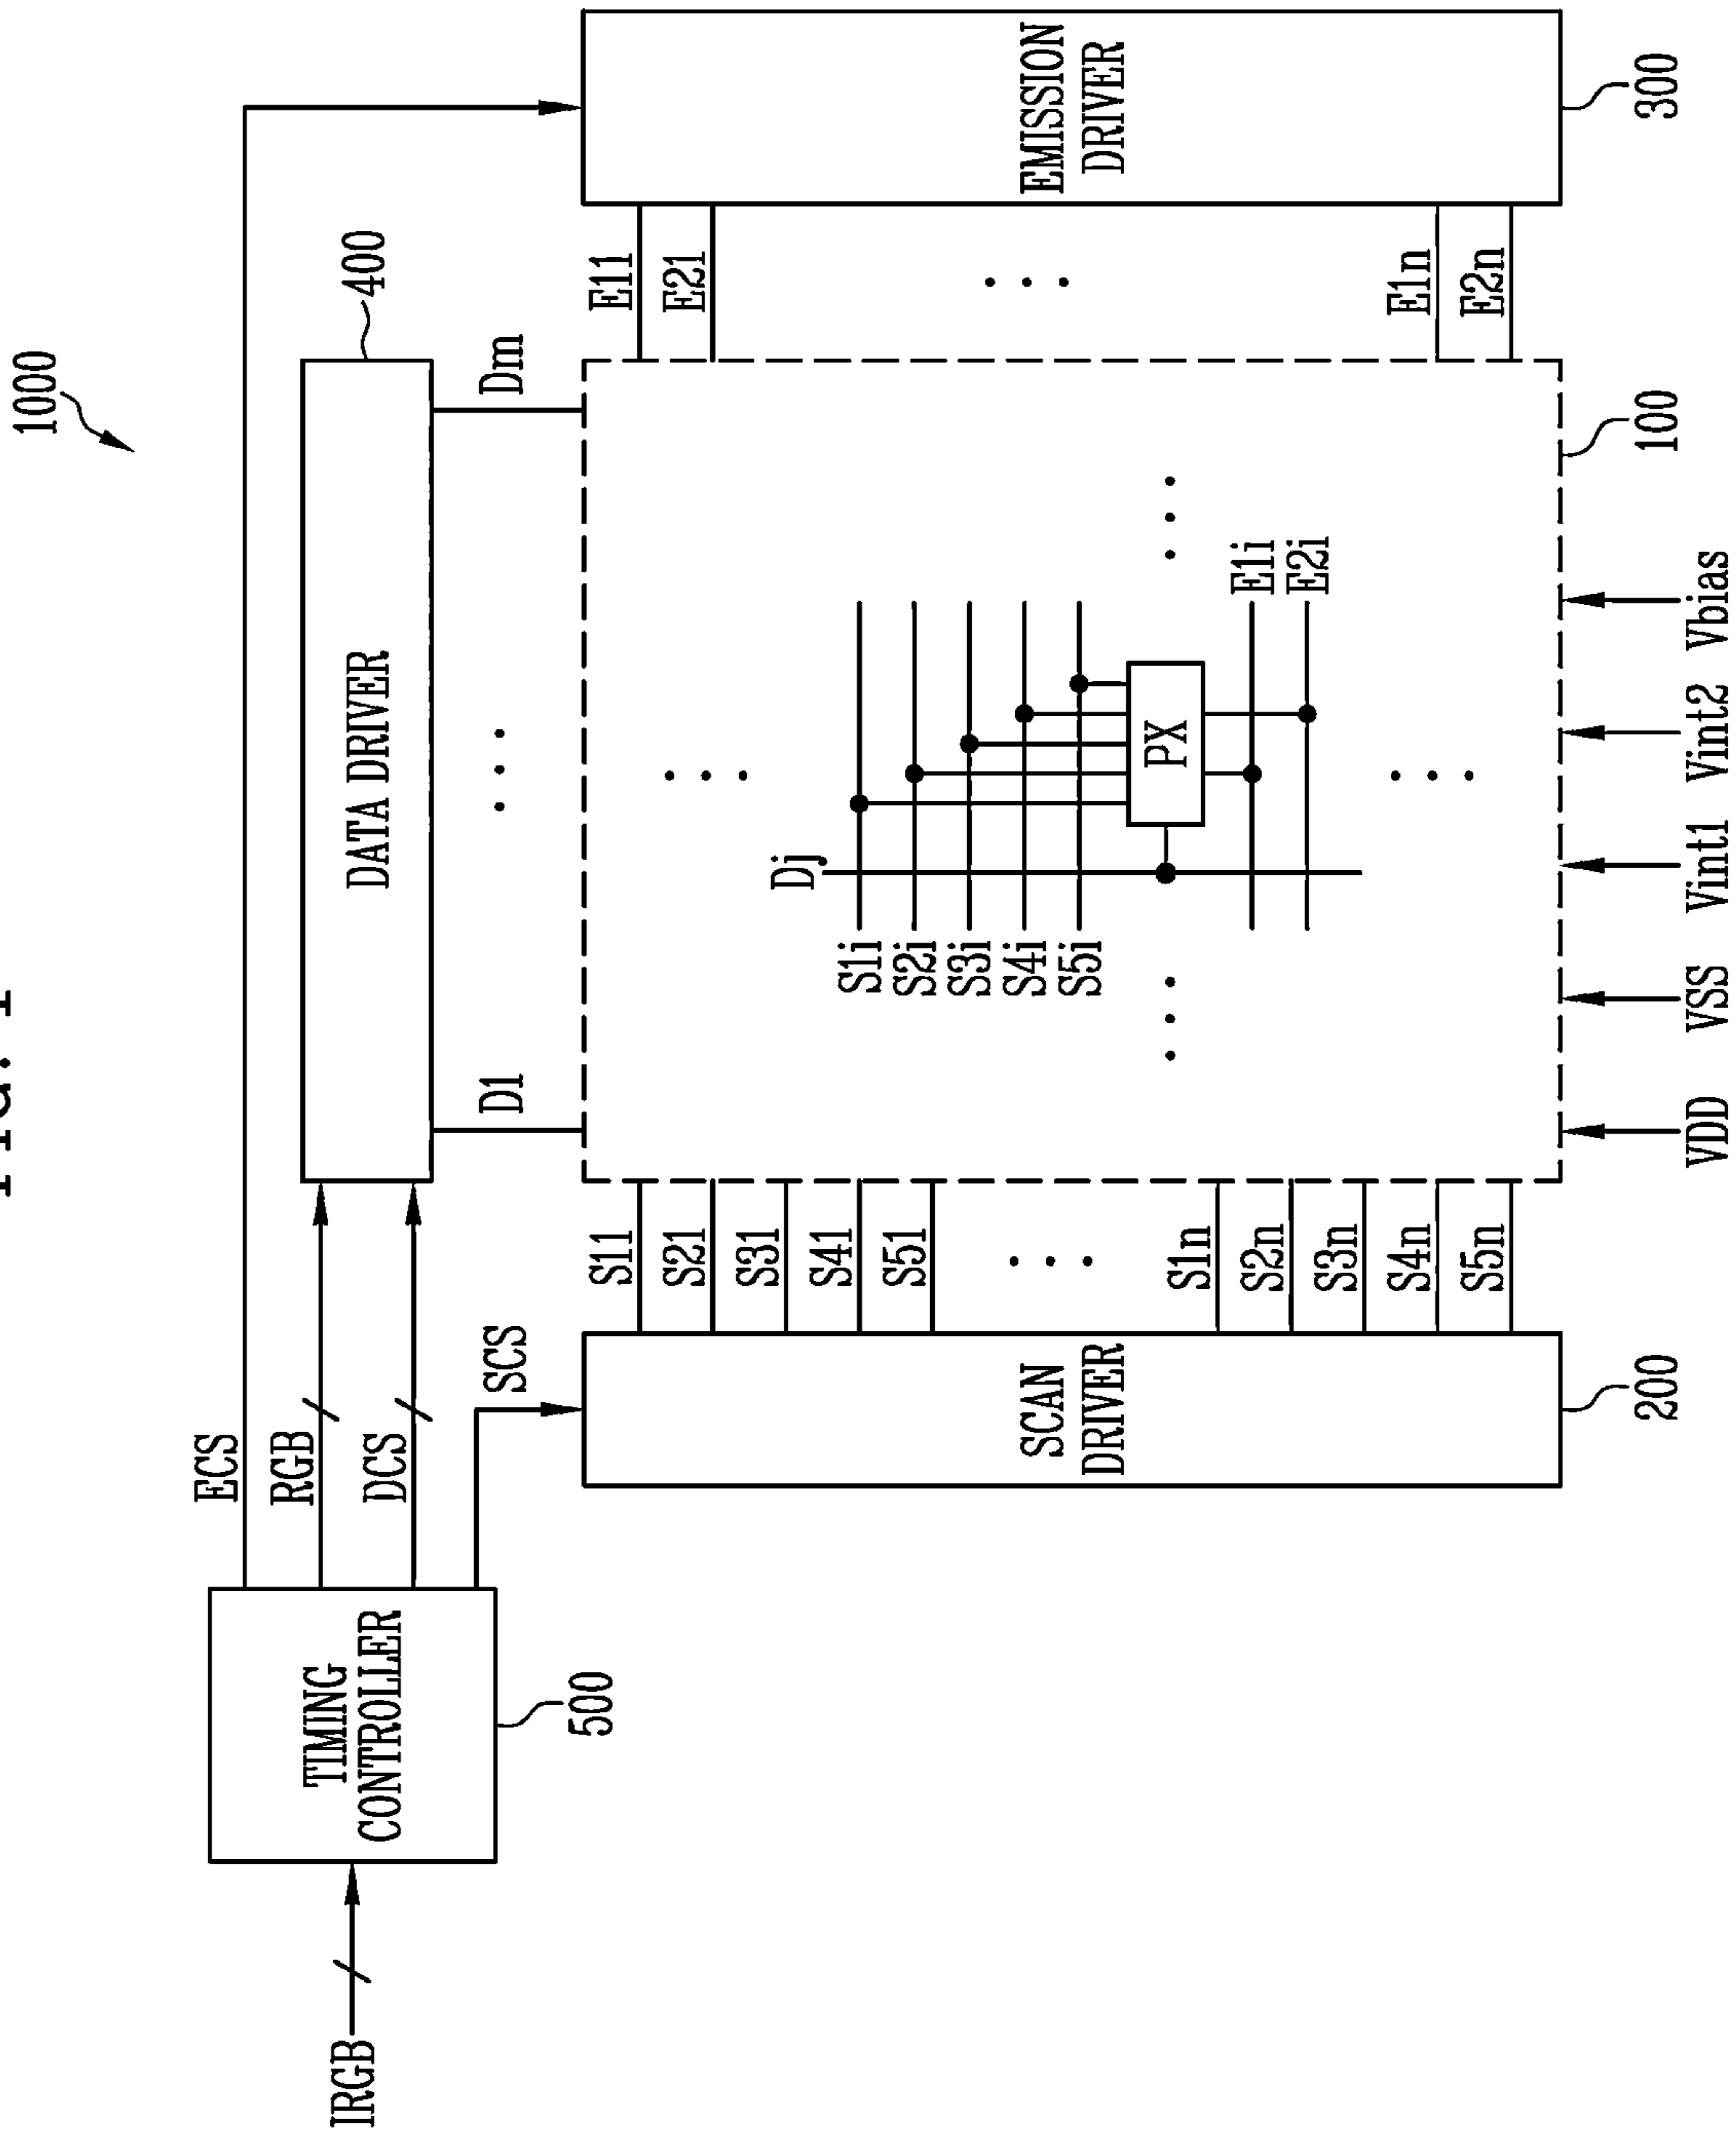 FIG. 1
1000
IRGB
TIMING
CONTROLLER
500
ECS
RGB
DCS
SCS
DATA DRIVER
400
D1
Dm
SCAN
DRIVER
200
S11
S21
S31
S41
S51
S1n
S2n
S3n
S4n
S5n
Dj
S1i
S2i
S3i
S4i
S5i
PX
E1i
E2i
100
E11
E21
E1n
E2n
EMISSION
DRIVER
300
VDD
VSS
Vint1
Vint2
Vbias